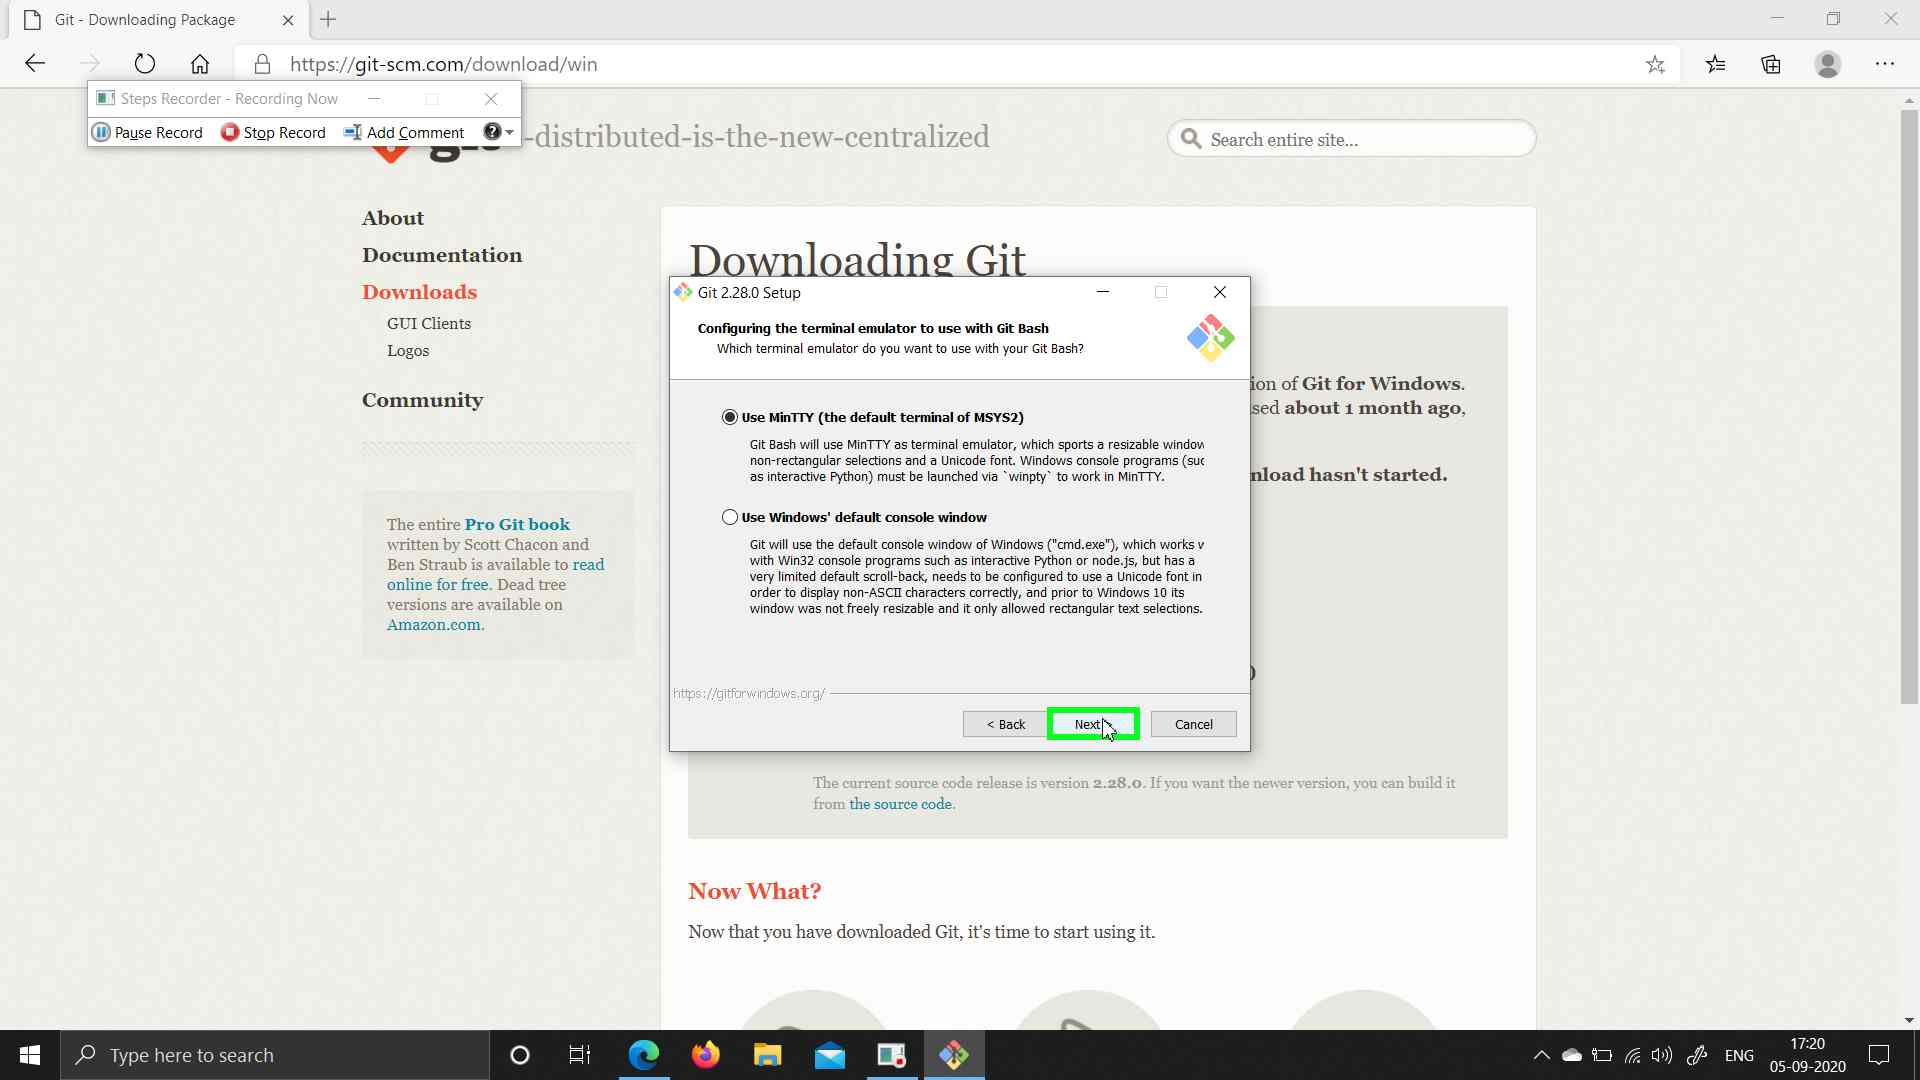 Git - Downloading Package
https://git-scm.com/download/win
Steps Recorder - Recording Now
Pause Record
Stop Record
Add Comment
--distributed-is-the-new-centralized
Search entire site...
About
Documentation
Downloads
GUI Clients
Logos
Community
The entire Pro Git book
written by Scott Chacon and
Ben Straub is available to read
online for free. Dead tree
versions are available on
Amazon.com.
Downloading Git
Git 2.28.0 Setup
Configuring the terminal emulator to use with Git Bash
Which terminal emulator do you want to use with your Git Bash?
Use MinTTY (the default terminal of MSYS2)
Git Bash will use MinTTY as terminal emulator, which sports a resizable window
non-rectangular selections and a Unicode font. Windows console programs (suc
as interactive Python) must be launched via `winpty` to work in MinTTY.
Use Windows' default console window
Git will use the default console window of Windows ("cmd.exe"), which works w
with Win32 console programs such as interactive Python or node.js, but has a
very limited default scroll-back, needs to be configured to use a Unicode font in
order to display non-ASCII characters correctly, and prior to Windows 10 its
window was not freely resizable and it only allowed rectangular text selections.
https://gitforwindows.org/
< Back
Next >
Cancel
ion of Git for Windows.
sed about 1 month ago,
nload hasn't started.
The current source code release is version 2.28.0. If you want the newer version, you can build it
from the source code.
Now What?
Now that you have downloaded Git, it's time to start using it.
Type here to search
ENG
17:20
05-09-2020